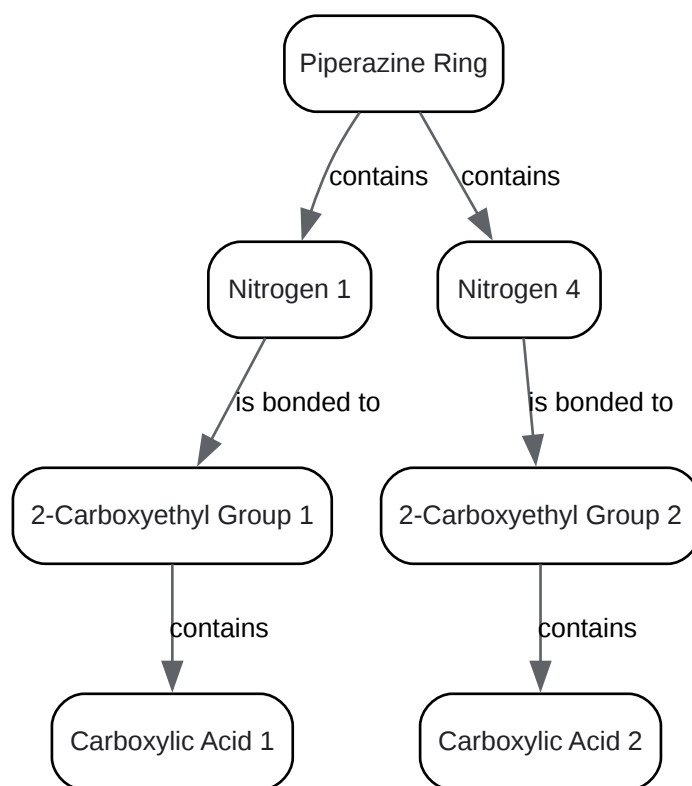 Piperazine Ring
contains
contains
Nitrogen 1
Nitrogen 4
is bonded to
is bonded to
2-Carboxyethyl Group 1
2-Carboxyethyl Group 2
contains
contains
Carboxylic Acid 1
Carboxylic Acid 2